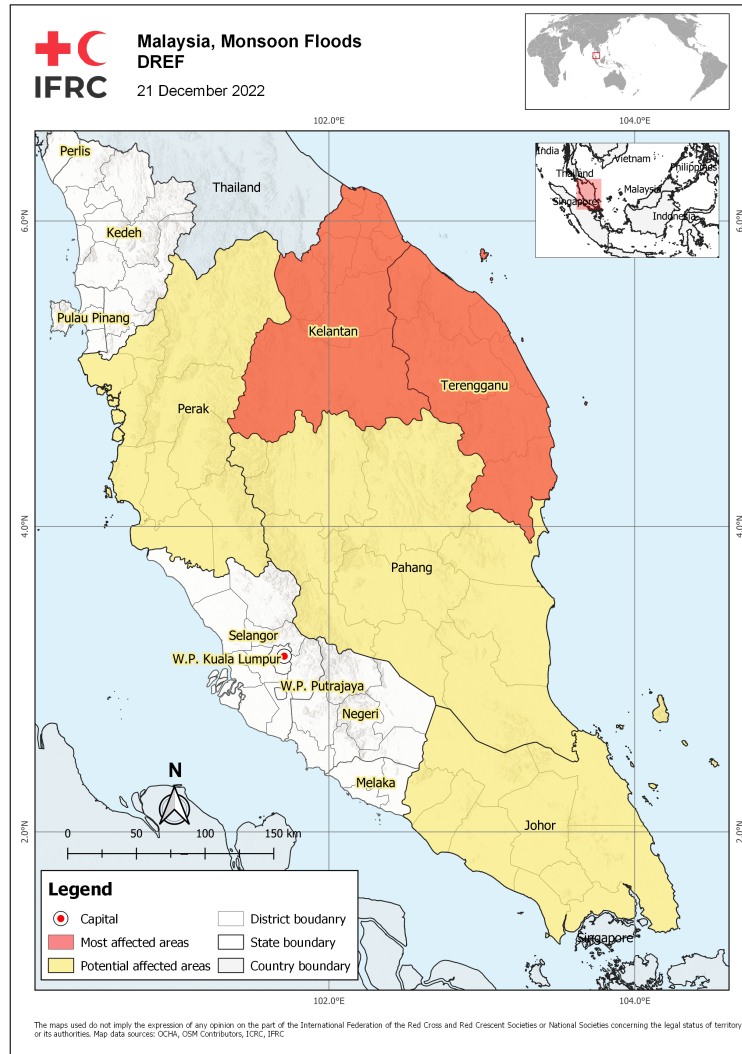 IFRC
Malaysia, Monsoon Floods
DREF
21 December 2022
102.0°E
104.0°E
India
Vietnam
Philippines
Thailand
Malaysia
Singapore
Indonesia
Perlis
Thailand
6.0°N
6.0°N
Kedeh
Pulau Pinang
Kelantan
Terengganu
Perak
4.0°N
4.0°N
Pahang
Selangor
W.P. Kuala Lumpur
W.P. Putrajaya
Negeri
Melaka
N
Johor
2.0°N
2.0°N
0 50 100 150 km
Singapore
Legend
Capital
Most affected areas
Potential affected areas
District boudanry
State boundary
Country boundary
102.0°E
104.0°E
The maps used do not imply the expression of any opinion on the part of the International Federation of the Red Cross and Red Crescent Societies or National Societies concerning the legal status of territory
or its authorities. Map data sources: OCHA, OSM Contributors, ICRC, IFRC